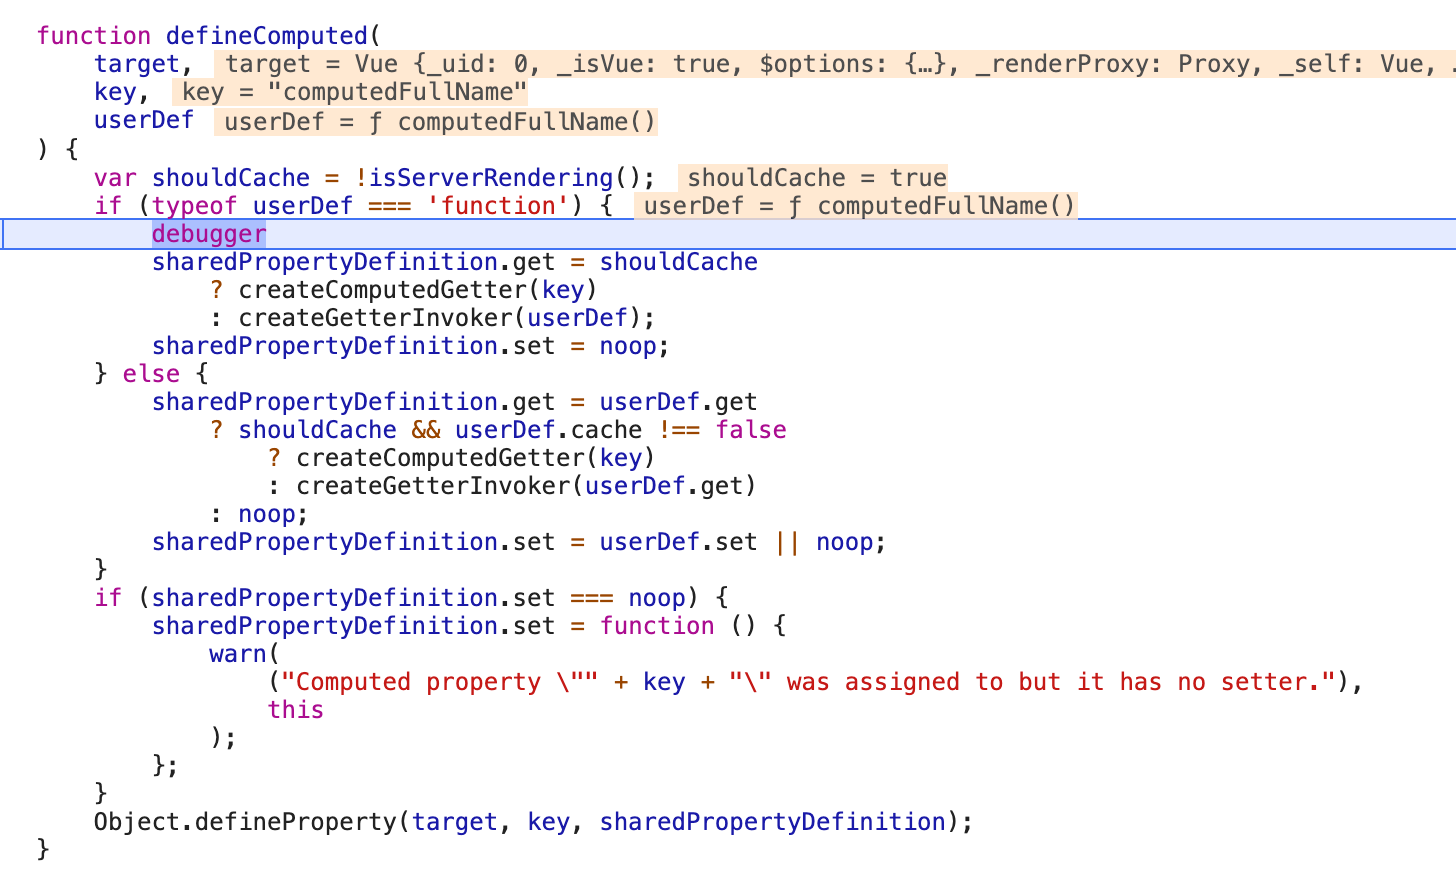 function defineComputed(
    target,  target = Vue {_uid: 0, _isVue: true, $options: {…}, _renderProxy: Proxy, _self: Vue, .
    key,  key = "computedFullName"
    userDef  userDef = ƒ computedFullName()
) {
    var shouldCache = !isServerRendering();  shouldCache = true
    if (typeof userDef === 'function') {  userDef = ƒ computedFullName()
        debugger
        sharedPropertyDefinition.get = shouldCache
            ? createComputedGetter(key)
            : createGetterInvoker(userDef);
        sharedPropertyDefinition.set = noop;
    } else {
        sharedPropertyDefinition.get = userDef.get
            ? shouldCache && userDef.cache !== false
                ? createComputedGetter(key)
                : createGetterInvoker(userDef.get)
            : noop;
        sharedPropertyDefinition.set = userDef.set || noop;
    }
    if (sharedPropertyDefinition.set === noop) {
        sharedPropertyDefinition.set = function () {
            warn(
                ("Computed property \"" + key + "\" was assigned to but it has no setter."),
                this
            );
        };
    }
    Object.defineProperty(target, key, sharedPropertyDefinition);
}